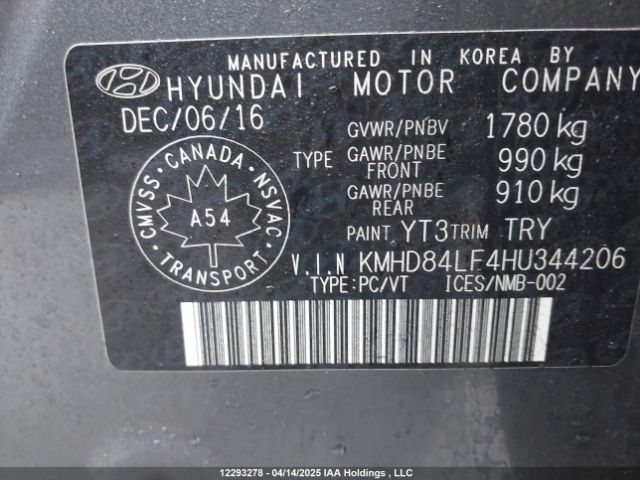 MANUFACTURED IN KOREA BY
HYUNDAI MOTOR COMPANY
DEC/06/16
GVWR/PNBV 1780 kg
TYPE GAWR/PNBE FRONT 990 kg
GAWR/PNBE REAR 910 kg
PAINT YT3 TRIM TRY
CANADA
CMVSS · NSVAC
A54
TRANSPORT
V.I.N KMHD84LF4HU344206
TYPE:PC/VT ICES/NMB-002
12293278 - 04/14/2025 IAA Holdings , LLC